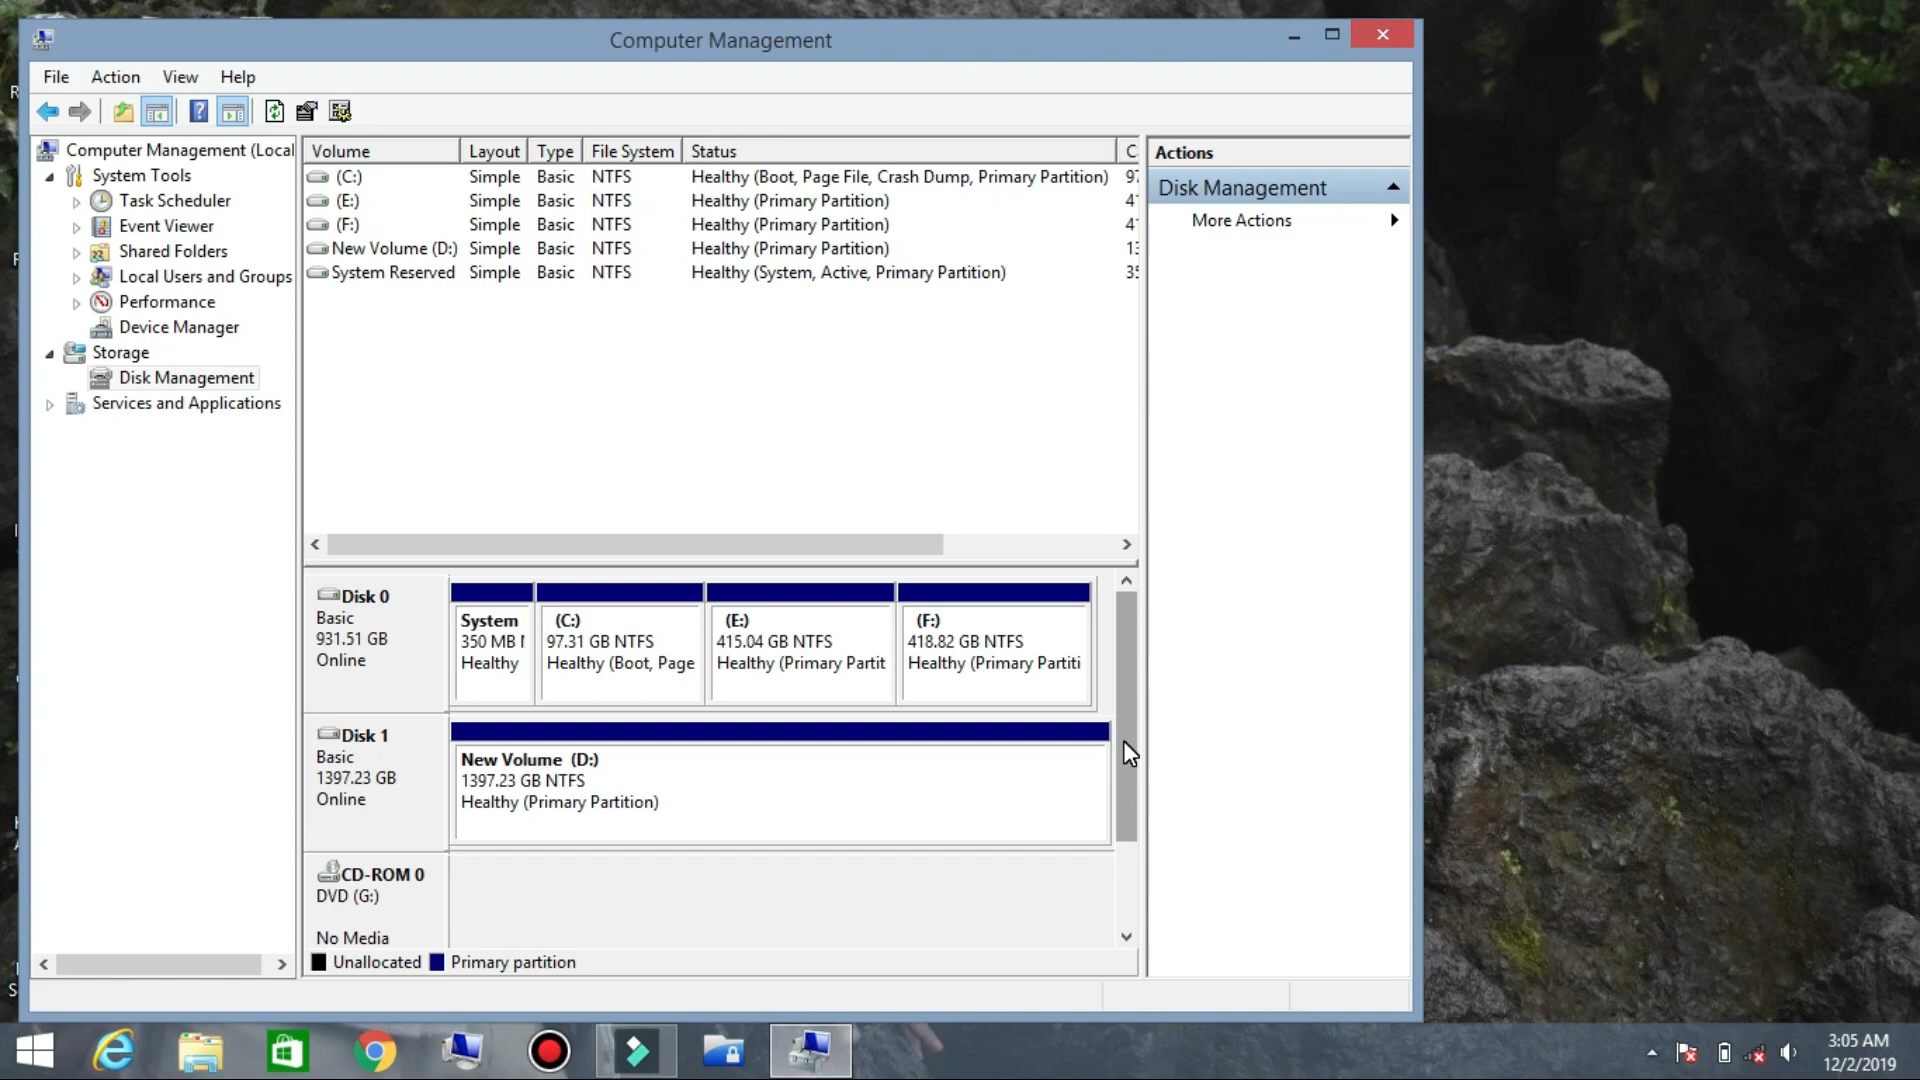 Computer Management
File Action View Help
Computer Management (Local
System Tools
Task Scheduler
Event Viewer
Shared Folders
Local Users and Groups
Performance
Device Manager
Storage
Disk Management
Services and Applications
Volume Layout Type File System Status C
(C:) Simple Basic NTFS Healthy (Boot, Page File, Crash Dump, Primary Partition) 97
(E:) Simple Basic NTFS Healthy (Primary Partition) 41
(F:) Simple Basic NTFS Healthy (Primary Partition) 41
New Volume (D:) Simple Basic NTFS Healthy (Primary Partition) 13
System Reserved Simple Basic NTFS Healthy (System, Active, Primary Partition) 35
Disk 0
Basic
931.51 GB
Online
System
350 MB
Healthy
(C:)
97.31 GB NTFS
Healthy (Boot, Page
(E:)
415.04 GB NTFS
Healthy (Primary Partit
(F:)
418.82 GB NTFS
Healthy (Primary Partiti
Disk 1
Basic
1397.23 GB
Online
New Volume (D:)
1397.23 GB NTFS
Healthy (Primary Partition)
CD-ROM 0
DVD (G:)
No Media
Unallocated Primary partition
Actions
Disk Management
More Actions
3:05 AM
12/2/2019